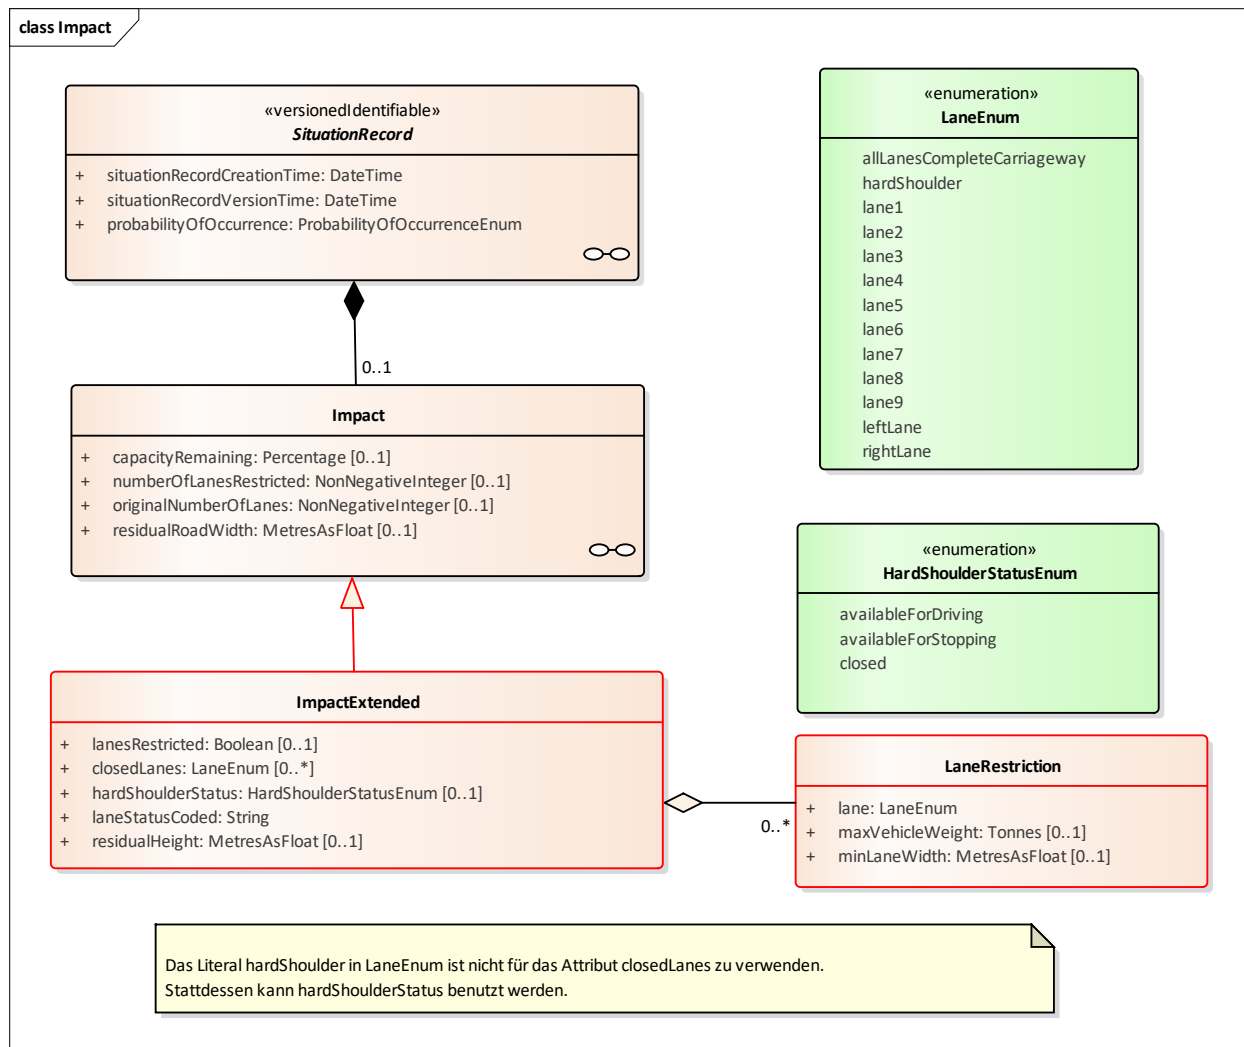 class Impact
«versionedIdentifiable»
SituationRecord
+ situationRecordCreationTime: DateTime
+ situationRecordVersionTime: DateTime
+ probabilityOfOccurrence: ProbabilityOfOccurrenceEnum
0..1
Impact
+ capacityRemaining: Percentage [0..1]
+ numberOfLanesRestricted: NonNegativeInteger [0..1]
+ originalNumberOfLanes: NonNegativeInteger [0..1]
+ residualRoadWidth: MetresAsFloat [0..1]
ImpactExtended
+ lanesRestricted: Boolean [0..1]
+ closedLanes: LaneEnum [0..*]
+ hardShoulderStatus: HardShoulderStatusEnum [0..1]
+ laneStatusCoded: String
+ residualHeight: MetresAsFloat [0..1]
«enumeration»
LaneEnum
allLanesCompleteCarriageway
hardShoulder
lane1
lane2
lane3
lane4
lane5
lane6
lane7
lane8
lane9
leftLane
rightLane
«enumeration»
HardShoulderStatusEnum
availableForDriving
availableForStopping
closed
0..*
LaneRestriction
+ lane: LaneEnum
+ maxVehicleWeight: Tonnes [0..1]
+ minLaneWidth: MetresAsFloat [0..1]
Das Literal hardShoulder in LaneEnum ist nicht für das Attribut closedLanes zu verwenden.
Stattdessen kann hardShoulderStatus benutzt werden.